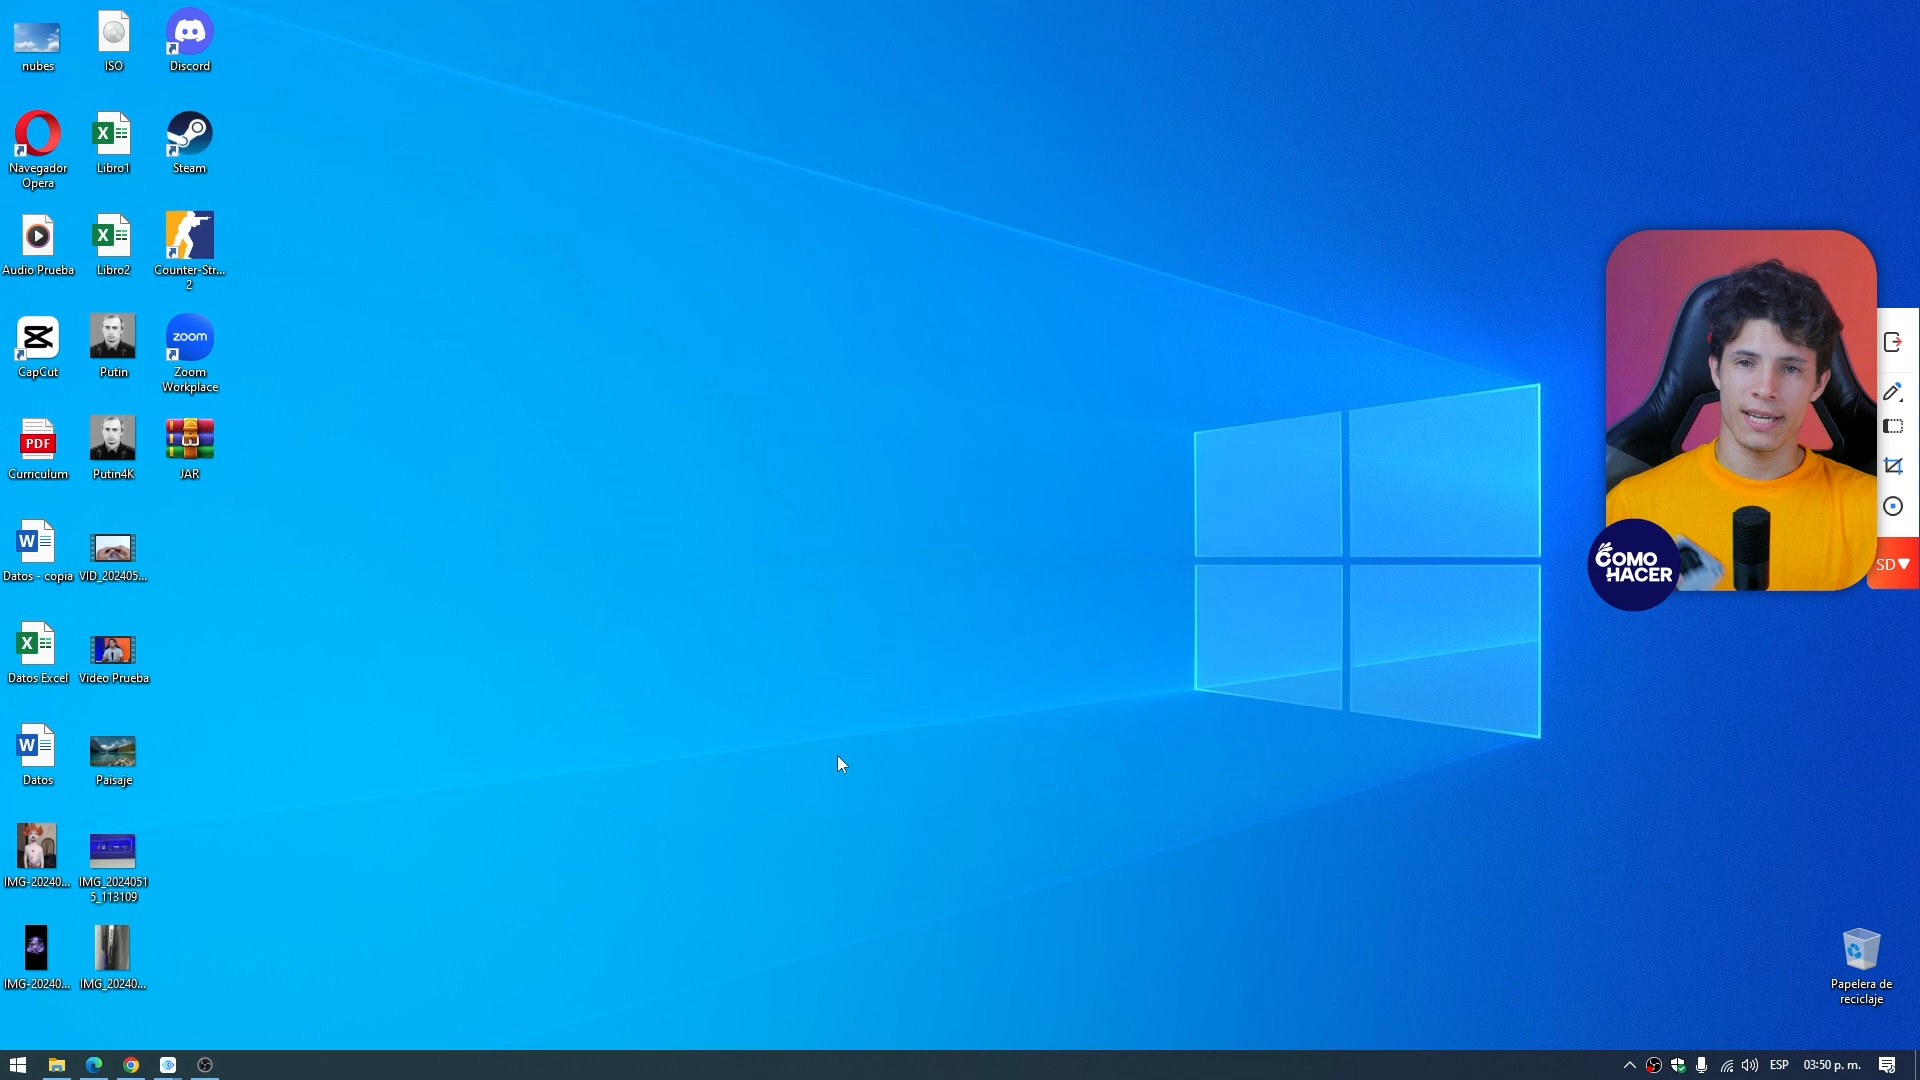 nubes
ISO
Discord
Navegador
Opera
Libro1
Steam
Audio Prueba
Libro2
Counter-Str...
2
CapCut
Putin
zoom
Zoom
Workplace
PDF
Curriculum
Putin4K
JAR
Datos - copia
VID_202405...
Datos Excel
Video Prueba
Datos
Paisaje
IMG-20240...
IMG_2024051
5_113109
IMG-20240...
IMG_20240...
COMO
HACER
SD
Papelera de
reciclaje
ESP
03:50 p. m.